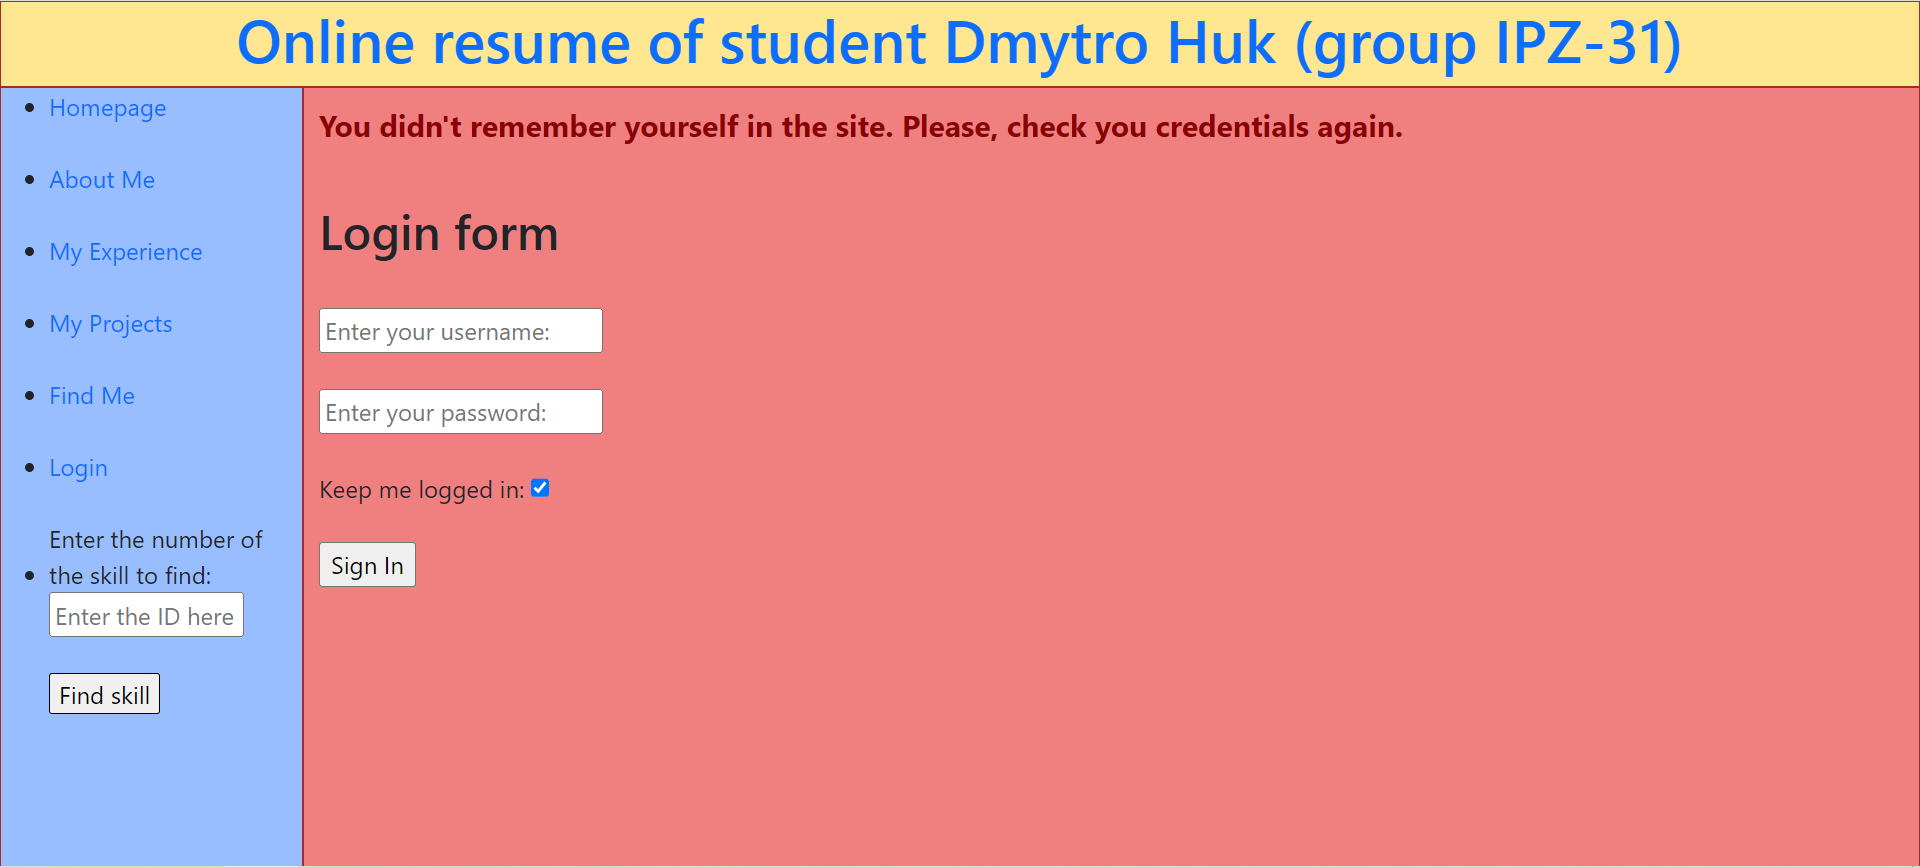 Online resume of student Dmytro Huk (group IPZ-31)
Homepage
About Me
My Experience
My Projects
Find Me
Login
Enter the number of
the skill to find:
Enter the ID here
Find skill
You didn't remember yourself in the site. Please, check you credentials again.
Login form
Enter your username:
Enter your password:
Keep me logged in:
Sign In